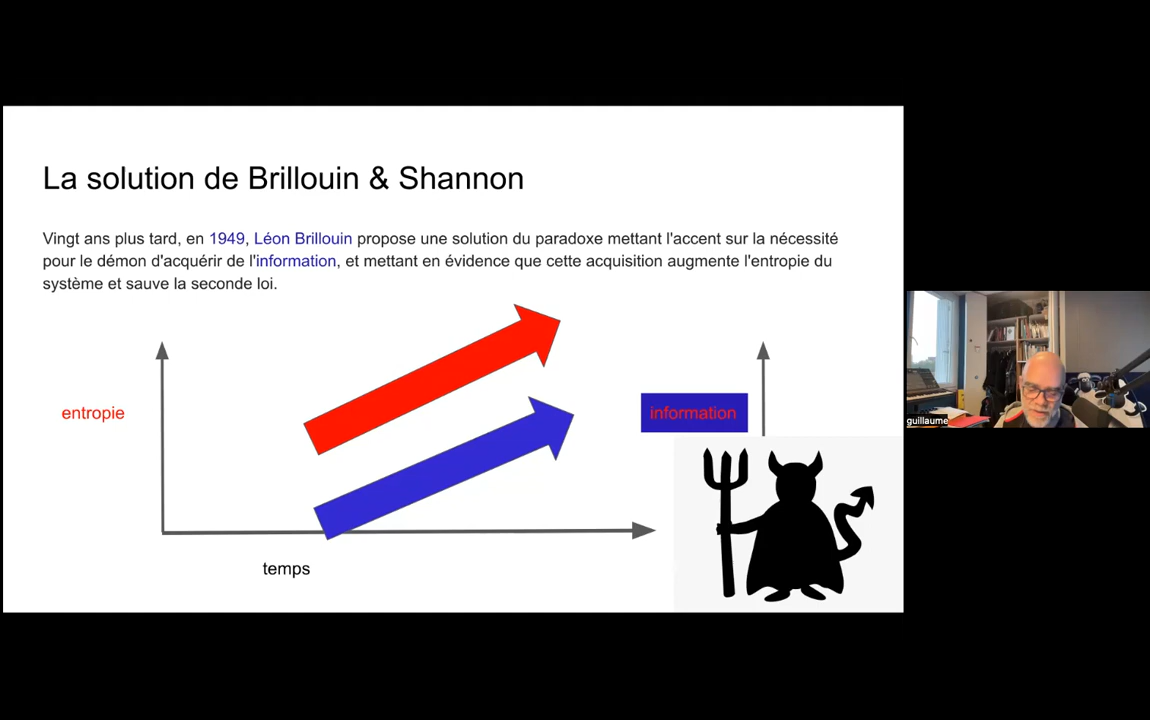 La solution de Brillouin & Shannon
Vingt ans plus tard, en 1949, Léon Brillouin propose une solution du paradoxe mettant l'accent sur la nécessité
pour le démon d'acquérir de l'information, et mettant en évidence que cette acquisition augmente l'entropie du
système et sauve la seconde loi.
entropie
information
temps
guillaume